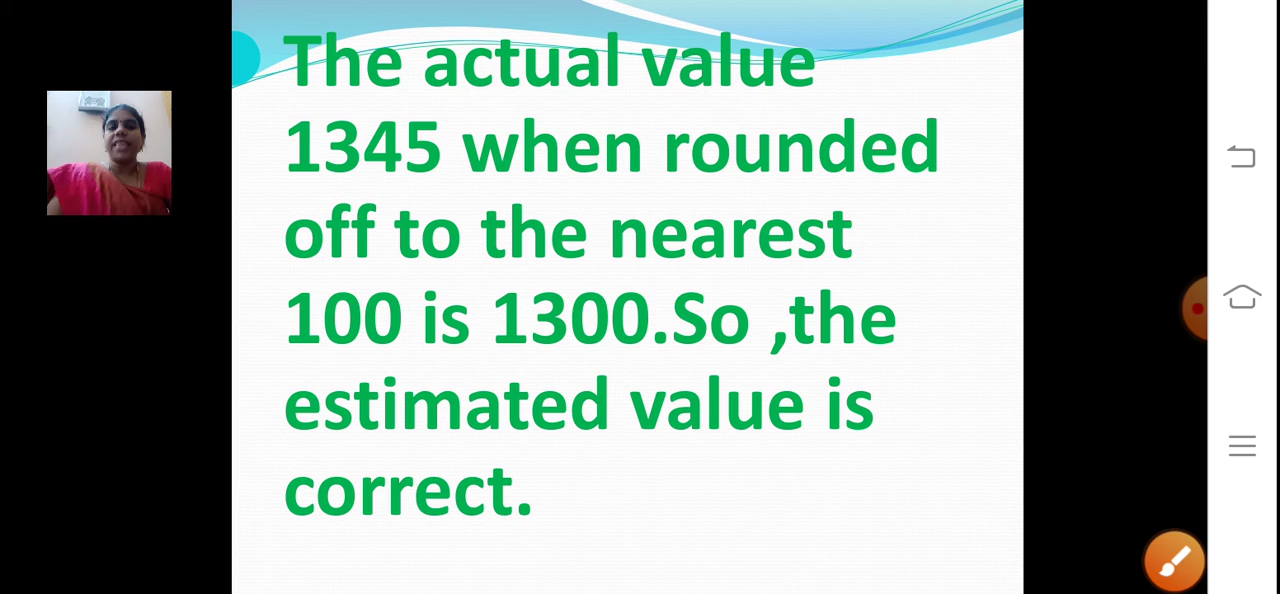 The actual value
1345 when rounded
off to the nearest
100 is 1300.So ,the
estimated value is
correct.